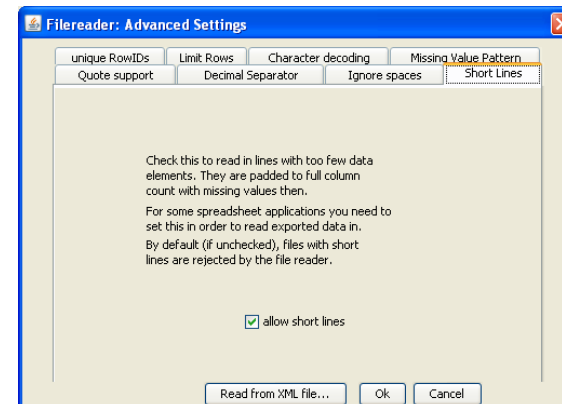 Filereader: Advanced Settings
unique RowIDs Limit Rows Character decoding Missing Value Pattern
Quote support Decimal Separator Ignore spaces Short Lines
Check this to read in lines with too few data
elements. They are padded to full column
count with missing values then.
For some spreadsheet applications you need to
set this in order to read exported data in.
By default (if unchecked), files with short
lines are rejected by the file reader.
allow short lines
Read from XML file... Ok Cancel